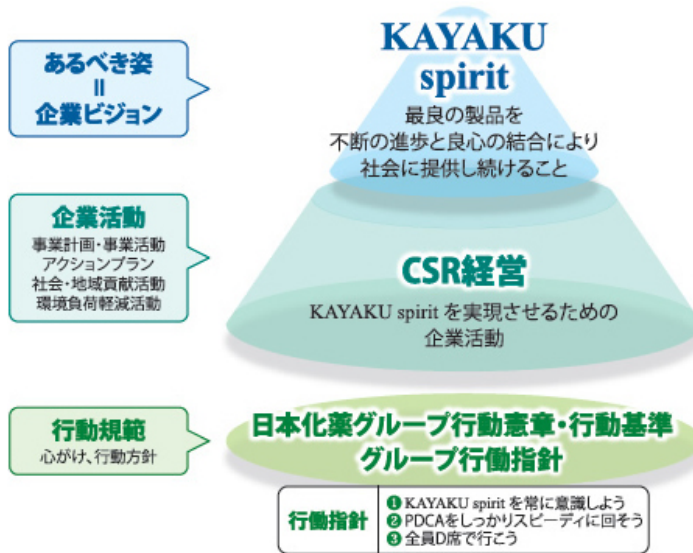 KAYAKU
spirit
最良の製品を
不断の進歩と良心の結合により
社会に提供し続けること
あるべき姿
=
企業ビジョン
企業活動
事業計画・事業活動
アクションプラン
社会・地域貢献活動
環境負荷軽減活動
CSR経営
KAYAKU spirit を実現させるための
企業活動
行動規範
心がけ、行動方針
日本化薬グループ行動憲章・行動基準
グループ行働指針
行働指針
❶ KAYAKU spirit を常に意識しよう
❷ PDCAをしっかりスピーディに回そう
❸ 全員D席で行こう